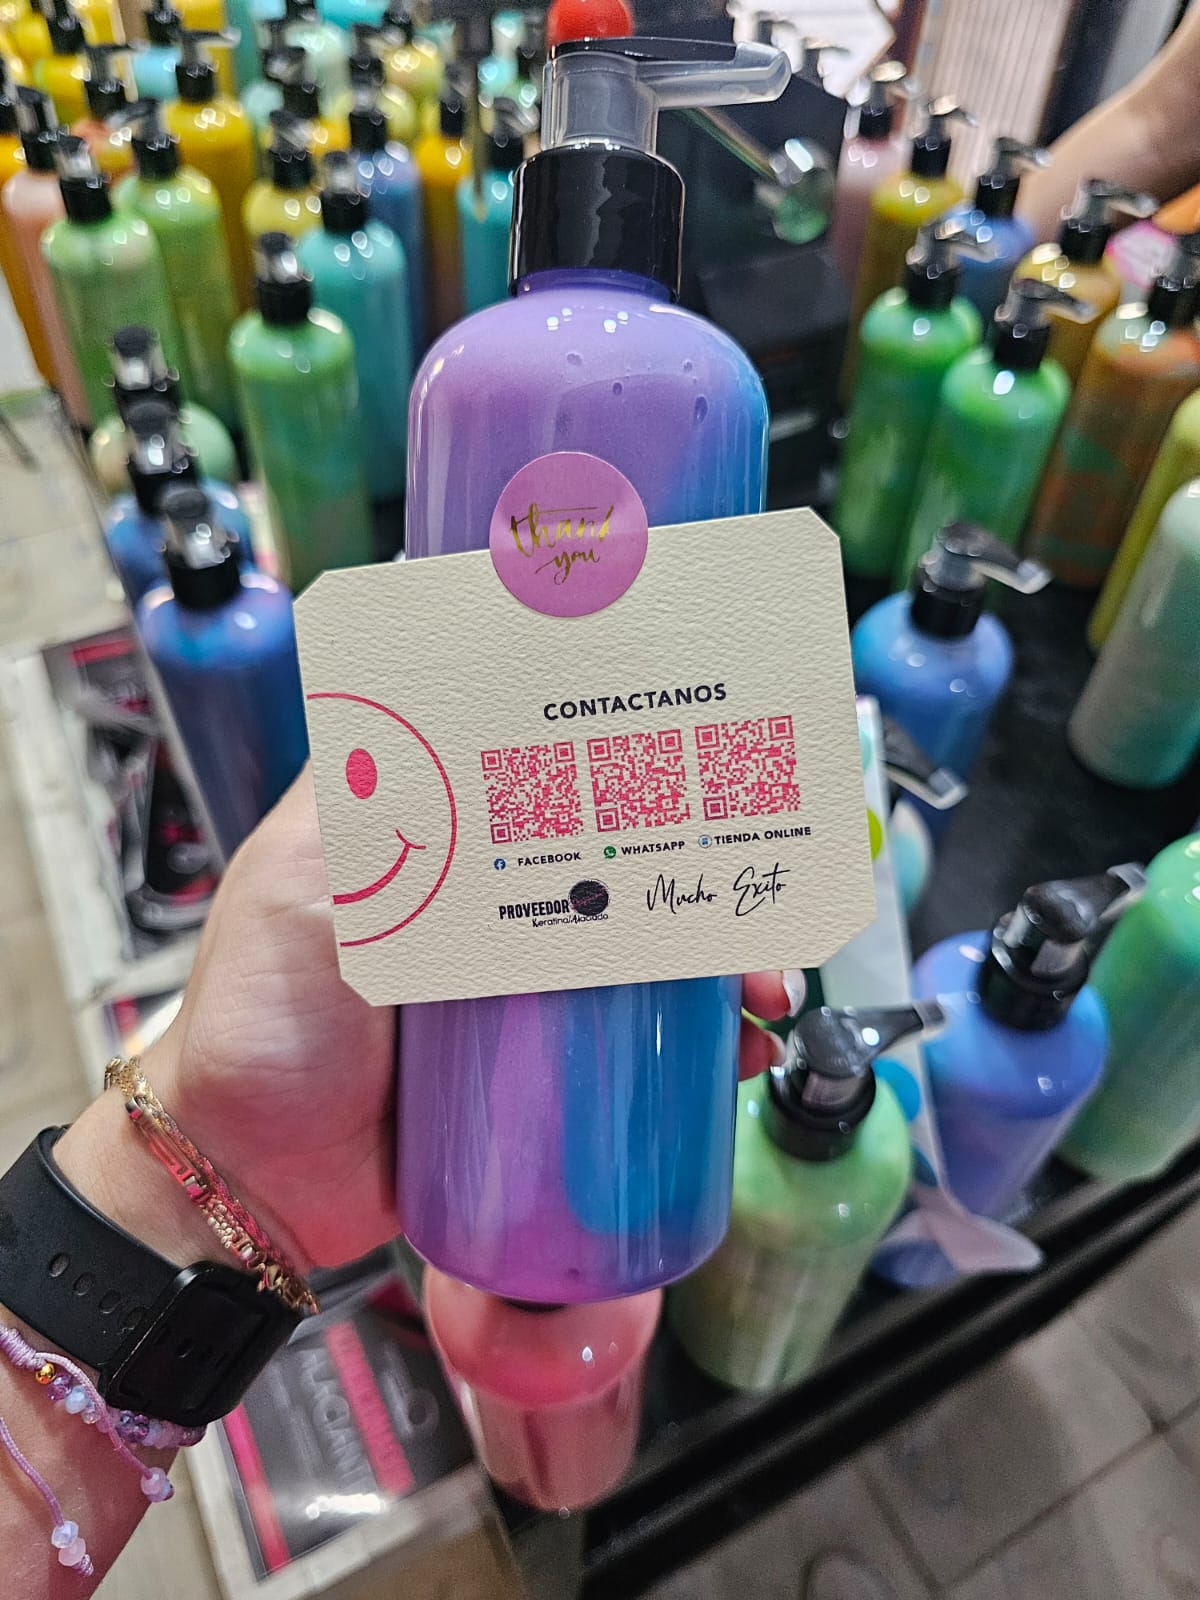 thank
you
CONTACTANOS
FACEBOOK
WHATSAPP
TIENDA ONLINE
PROVEEDOR
Keratina/Alaciado
Mucho Exito